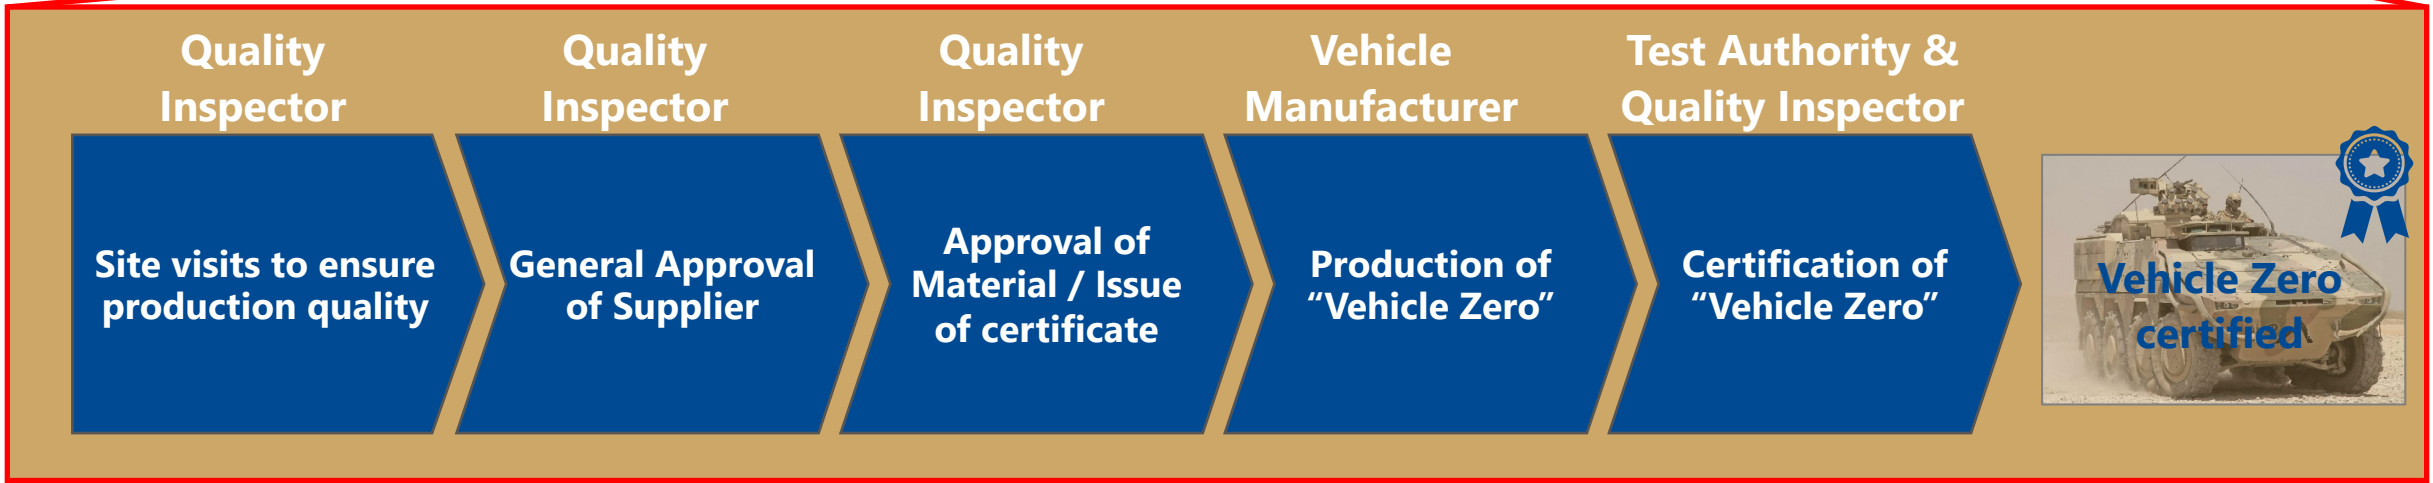 Quality
Inspector
Quality
Inspector
Quality
Inspector
Vehicle
Manufacturer
Test Authority &
Quality Inspector
Site visits to ensure
production quality
General Approval
of Supplier
Approval of
Material / Issue
of certificate
Production of
“Vehicle Zero”
Certification of
“Vehicle Zero”
Vehicle Zero
certified